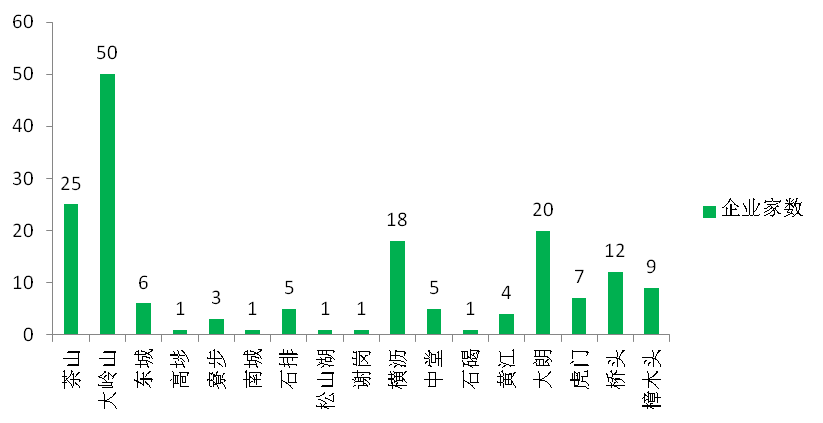 60
50
40
30
20
10
0
25
50
6
1
3
1
5
1
1
18
5
1
4
20
7
12
9
茶山
大岭山
东城
高埗
寮步
南城
石排
松山湖
谢岗
横沥
中堂
石碣
黄江
大朗
虎门
桥头
樟木头
企业家数